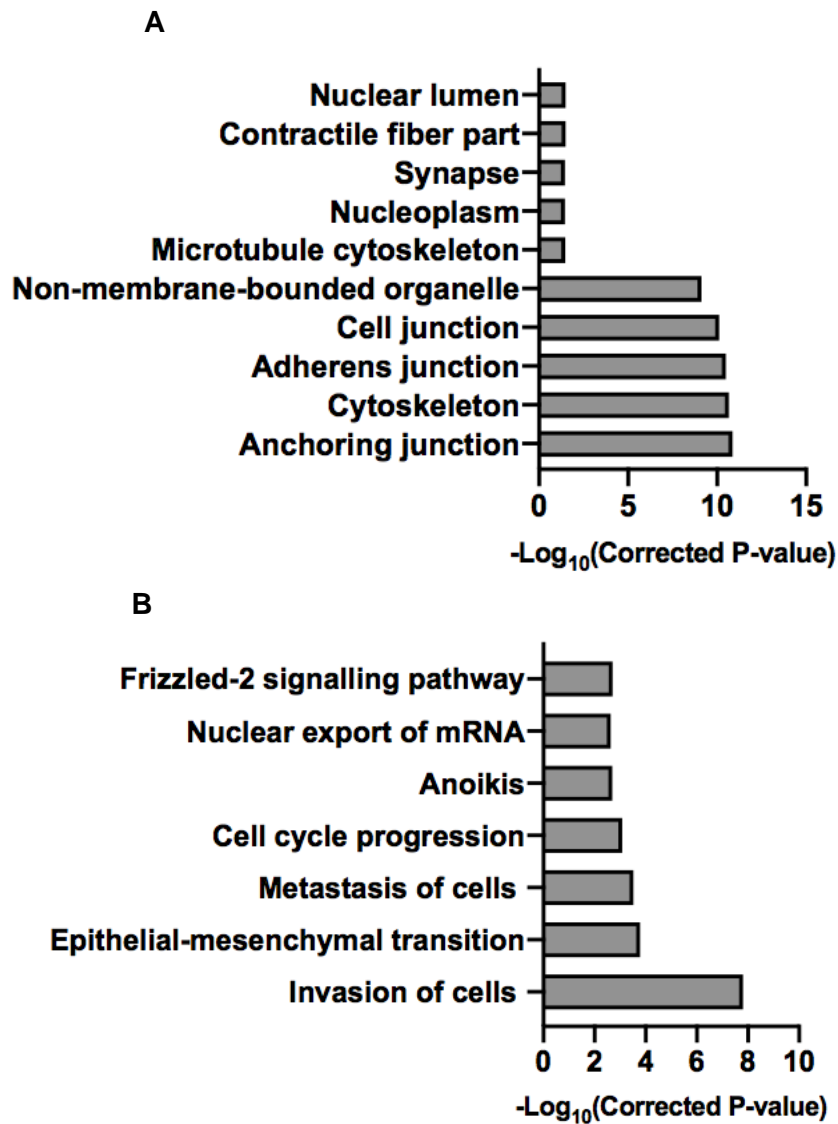 A
Nuclear lumen
Contractile fiber part
Synapse
Nucleoplasm
Microtubule cytoskeleton
Non-membrane-bounded organelle
Cell junction
Adherens junction
Cytoskeleton
Anchoring junction
0 5 10 15
-Log10(Corrected P-value)
B
Frizzled-2 signalling pathway
Nuclear export of mRNA
Anoikis
Cell cycle progression
Metastasis of cells
Epithelial-mesenchymal transition
Invasion of cells
0 2 4 6 8 10
-Log10(Corrected P-value)